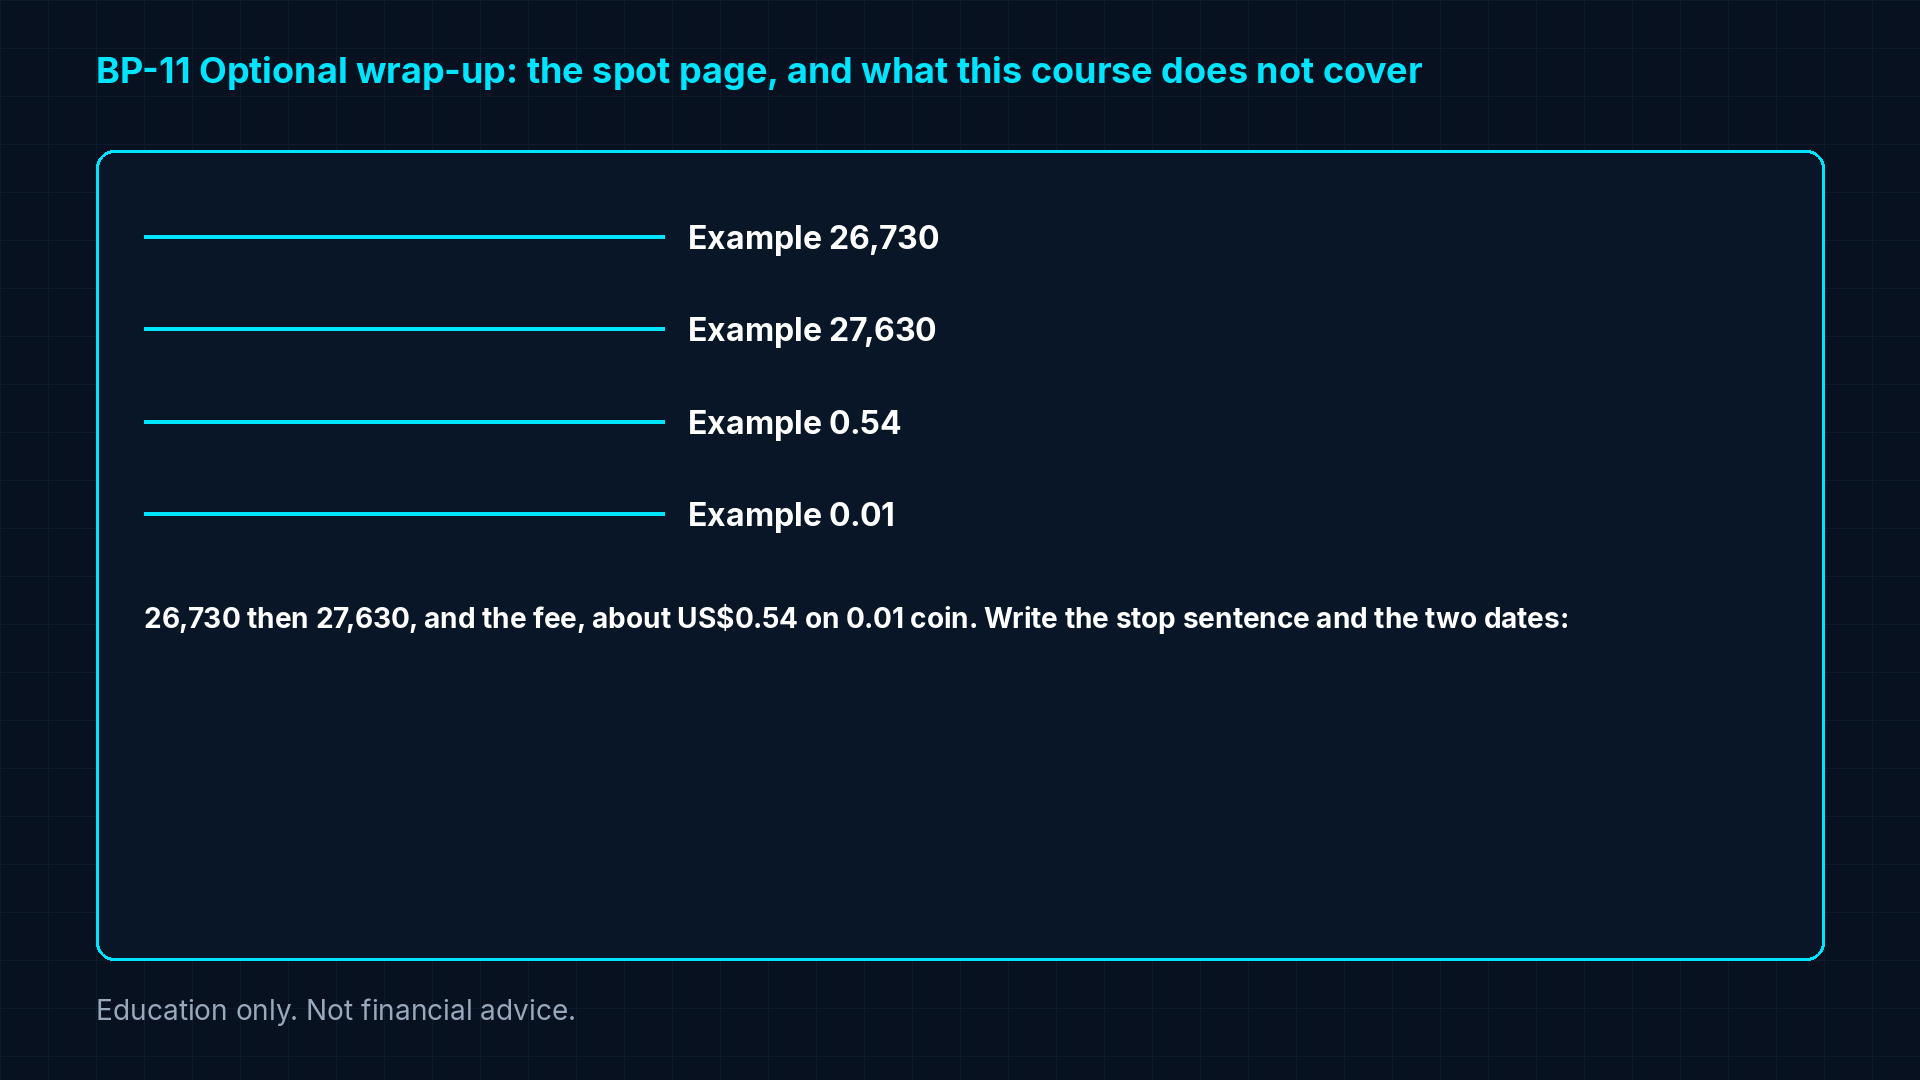 BP-11 Optional wrap-up: the spot page, and what this course does not cover
Example 26,730
Example 27,630
Example 0.54
Example 0.01
26,730 then 27,630, and the fee, about US$0.54 on 0.01 coin. Write the stop sentence and the two dates:
Education only. Not financial advice.